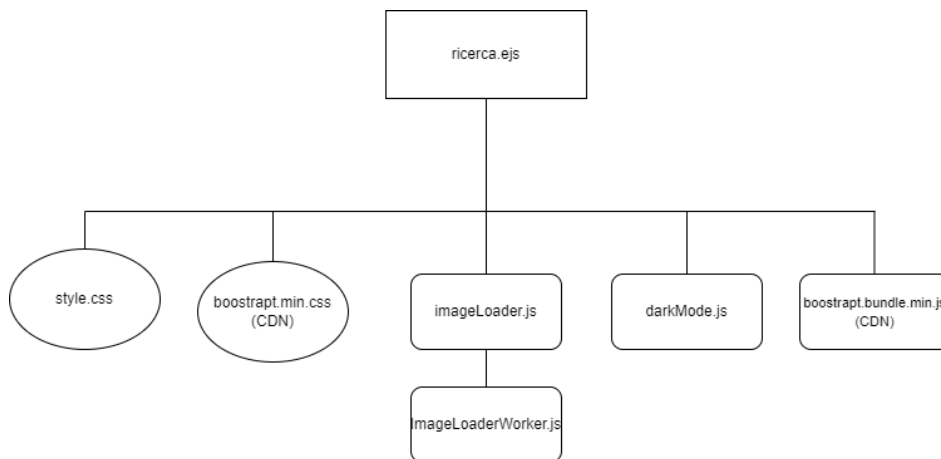 ricerca.ejs
style.css
boostrapt.min.css
(CDN)
imageLoader.js
darkMode.js
boostrapt.bundle.min.js
(CDN)
ImageLoaderWorker.js